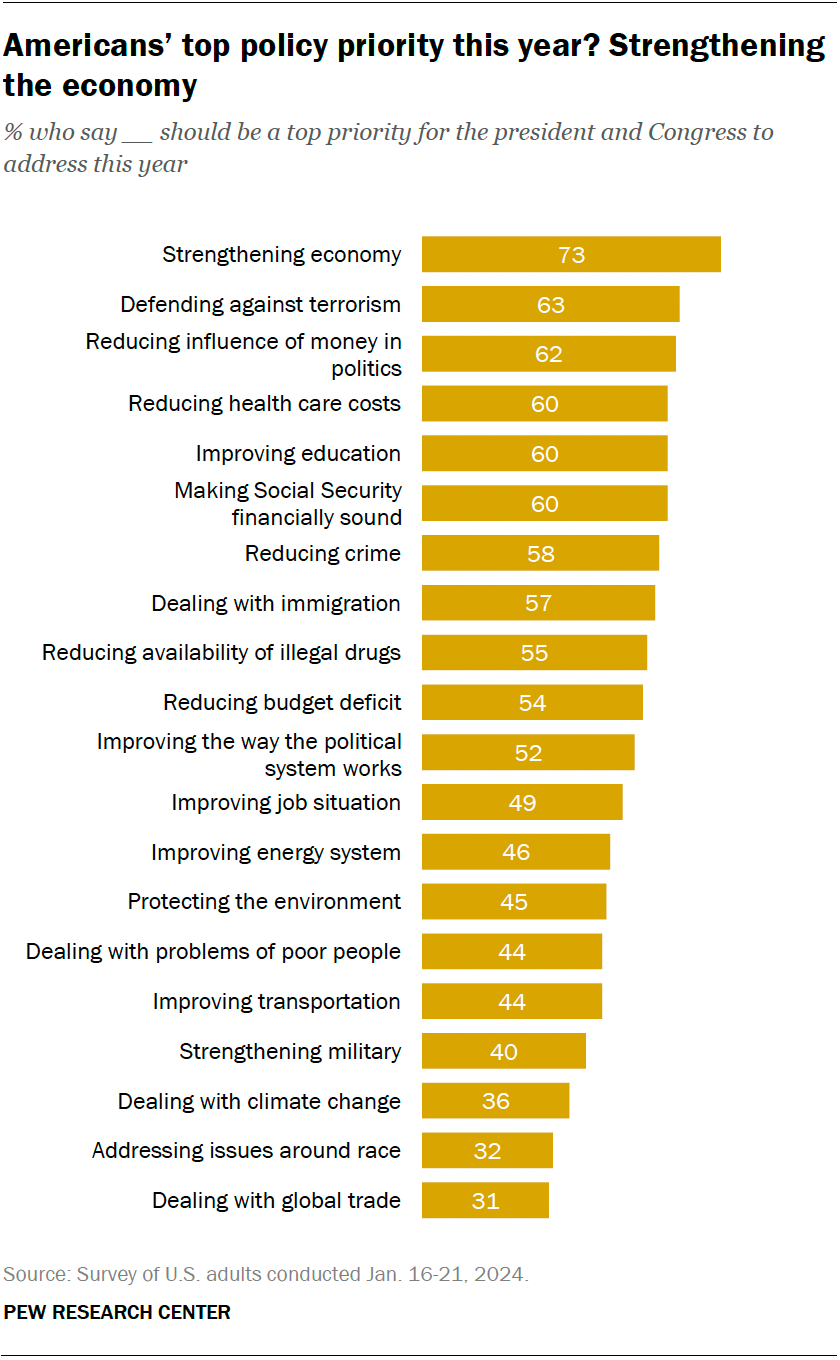 Americans’ top policy priority this year? Strengthening
the economy
% who say __ should be a top priority for the president and Congress to
address this year
Strengthening economy 73
Defending against terrorism 63
Reducing influence of money in
politics 62
Reducing health care costs 60
Improving education 60
Making Social Security
financially sound 60
Reducing crime 58
Dealing with immigration 57
Reducing availability of illegal drugs 55
Reducing budget deficit 54
Improving the way the political
system works 52
Improving job situation 49
Improving energy system 46
Protecting the environment 45
Dealing with problems of poor people 44
Improving transportation 44
Strengthening military 40
Dealing with climate change 36
Addressing issues around race 32
Dealing with global trade 31
Source: Survey of U.S. adults conducted Jan. 16-21, 2024.
PEW RESEARCH CENTER